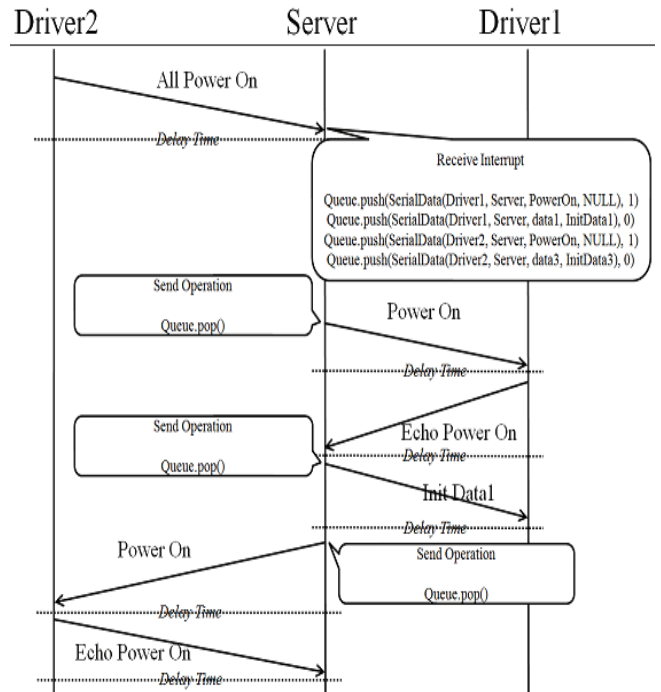 Driver2 Server Driver1
All Power On
Delay Time
Receive Interrupt
Queue.push(SerialData(Driver1, Server, PowerOn, NULL), 1)
Queue.push(SerialData(Driver1, Server, data1, InitData1), 0)
Queue.push(SerialData(Driver2, Server, PowerOn, NULL), 1)
Queue.push(SerialData(Driver2, Server, data3, InitData3), 0)
Send Operation
Queue.pop()
Power On
Delay Time
Echo Power On
Send Operation
Queue.pop()
Delay Time
Init Data1
Delay Time
Power On
Send Operation
Queue.pop()
Delay Time
Echo Power On
Delay Time